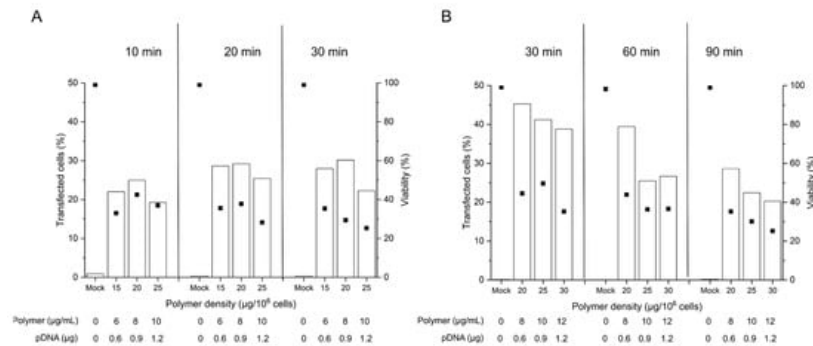 A
B
10 min 20 min 30 min
30 min 60 min 90 min
50 100
40 80
30 60
20 40
10 20
0 0
Transfected cells (%)
Viability (%)
Mock 15 20 25 Mock 15 20 25 Mock 15 20 25
Polymer density (µg/10⁶ cells)
Polymer (µg/mL) 0 6 8 10 0 6 8 10 0 6 8 10
pDNA (µg) 0 0.6 0.9 1.2 0 0.6 0.9 1.2 0 0.6 0.9 1.2
50 100
40 80
30 60
20 40
10 20
0 0
Transfected cells (%)
Viability (%)
Mock 20 25 30 Mock 20 25 30 Mock 20 25 30
Polymer density (µg/10⁶ cells)
Polymer (µg/mL) 0 8 10 12 0 8 10 12 0 8 10 12
pDNA (µg) 0 0.6 0.9 1.2 0 0.6 0.9 1.2 0 0.6 0.9 1.2